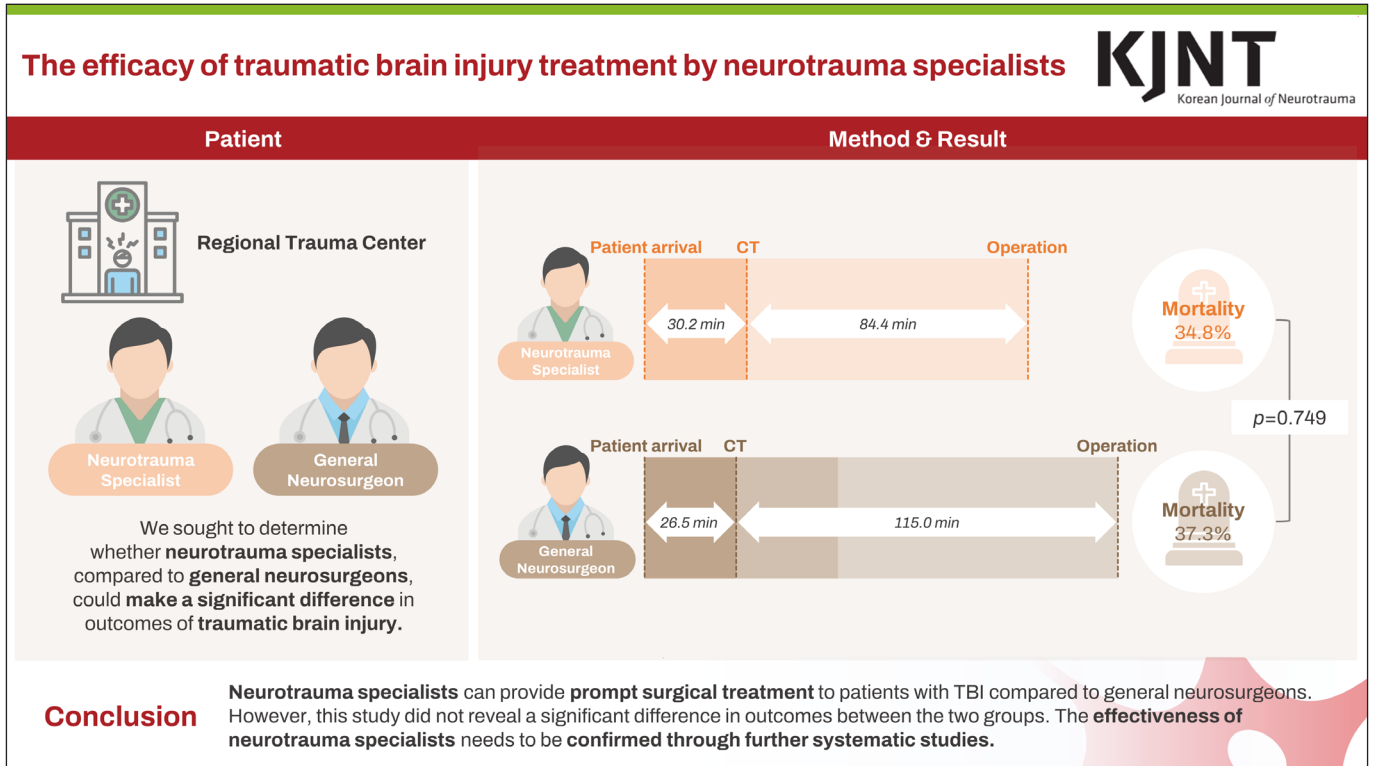 The efficacy of traumatic brain injury treatment by neurotrauma specialists
KJNT
Korean Journal of Neurotrauma
Patient
Method & Result
Regional Trauma Center
Neurotrauma
Specialist
General
Neurosurgeon
We sought to determine
whether neurotrauma specialists,
compared to general neurosurgeons,
could make a significant difference in
outcomes of traumatic brain injury.
Patient arrival
CT
Operation
30.2 min
84.4 min
Neurotrauma
Specialist
Mortality
34.8%
Patient arrival
CT
Operation
26.5 min
115.0 min
General
Neurosurgeon
Mortality
37.3%
p=0.749
Conclusion
Neurotrauma specialists can provide prompt surgical treatment to patients with TBI compared to general neurosurgeons.
However, this study did not reveal a significant difference in outcomes between the two groups. The effectiveness of
neurotrauma specialists needs to be confirmed through further systematic studies.